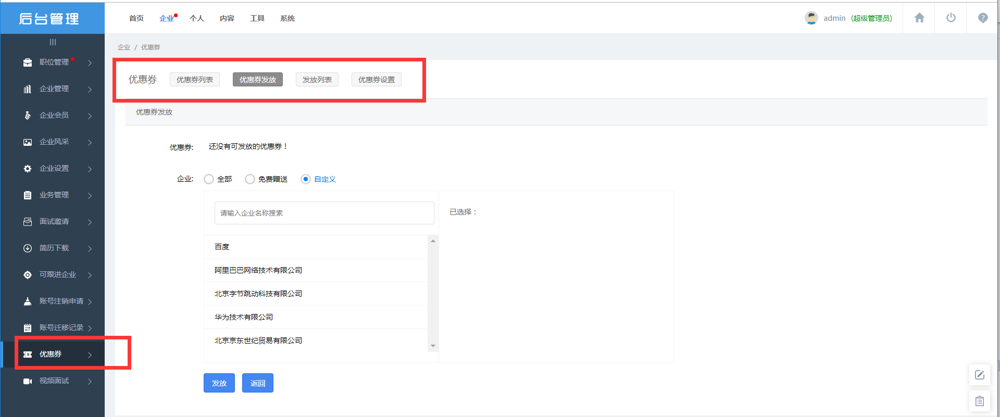 后台管理
首页 企业 个人 内容 工具 系统
admin (超级管理员)
职位管理
企业管理
企业会员
企业风采
企业设置
业务管理
面试邀请
简历下载
可跟进企业
账号注销申请
账号迁移记录
优惠券
视频面试
企业 / 优惠券
优惠券 优惠券列表 优惠券发放 发放列表 优惠券设置
优惠券发放
优惠券: 还没有可发放的优惠券！
企业: 全部 免费赠送 自定义
请输入企业名称搜索
百度
阿里巴巴网络技术有限公司
北京字节跳动科技有限公司
华为技术有限公司
北京京东世纪贸易有限公司
已选择：
发放 返回